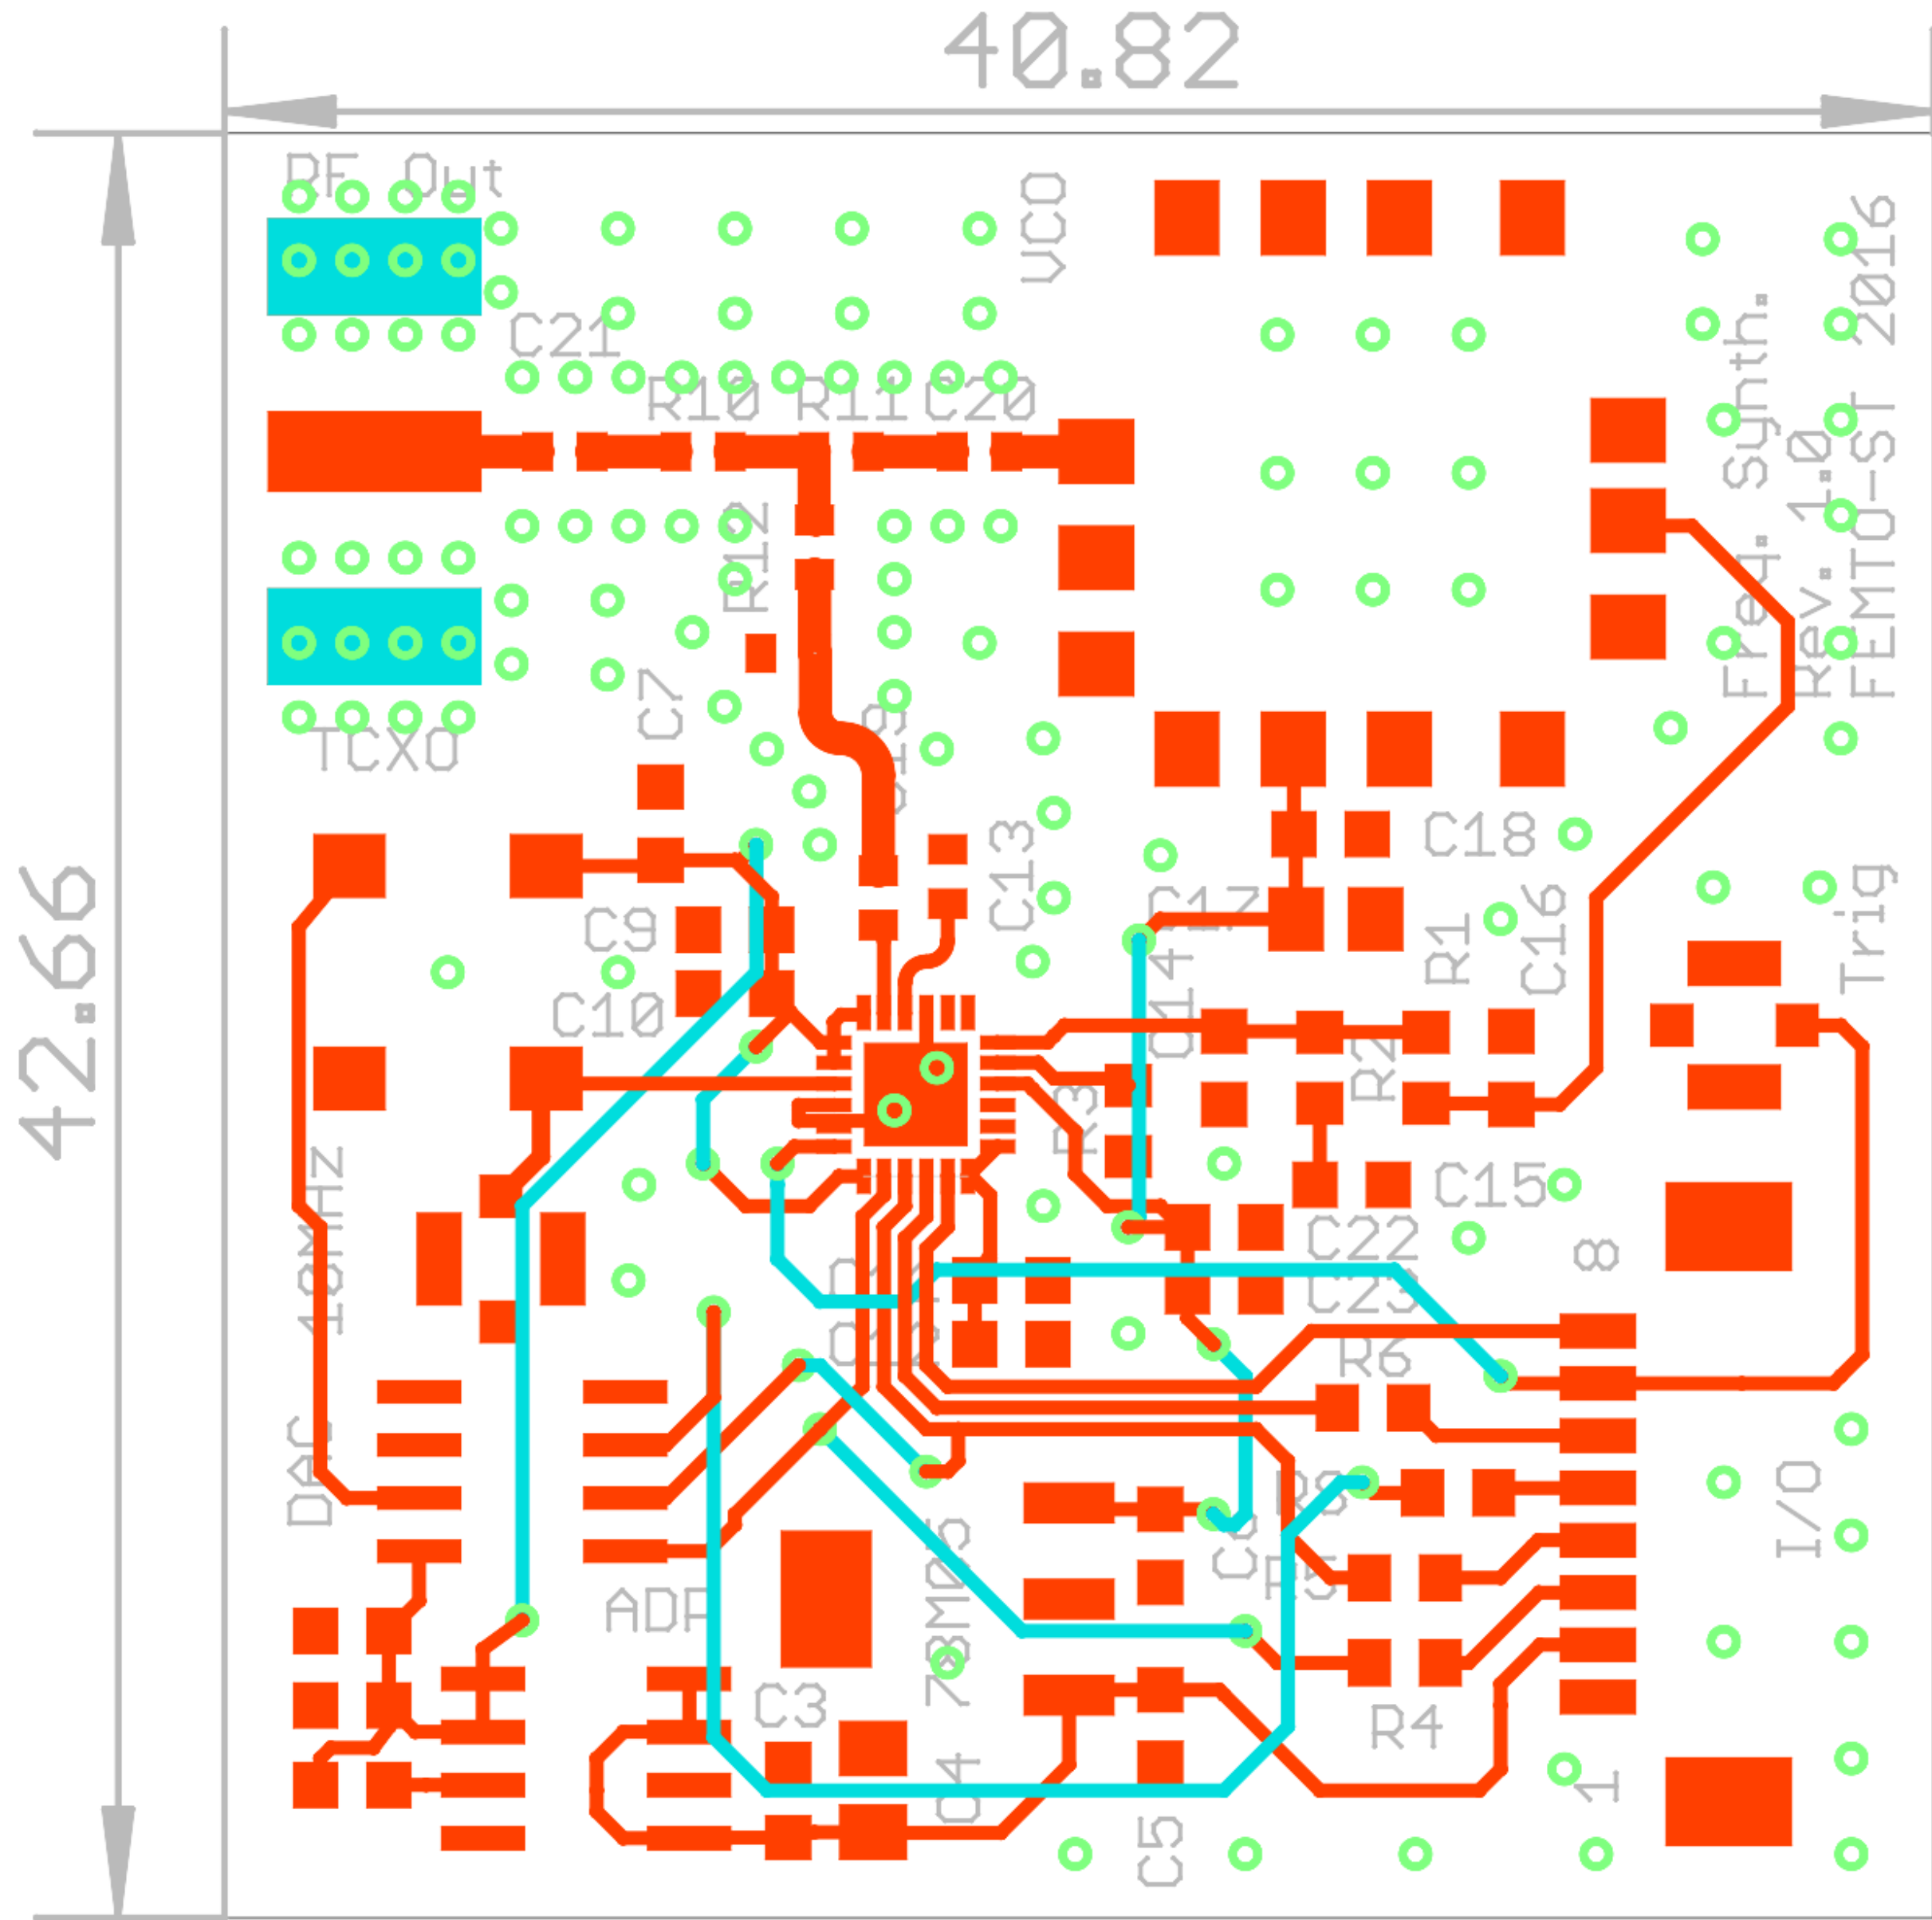 40.82
42.66
RF Out
VCO
2016
C21
R10
R11
C20
Freq. synth.
Rev. 1.0
FEMTO-ST
R12
C7
TCXO
C13
C18
C17
C9
C10
R1
C16
Trig
C14
R2
R3
C15
10MHz
C22
C23
8
R6
DAC
R8
I/O
R5
ADF
78M05
C3
R4
C4
1
C5